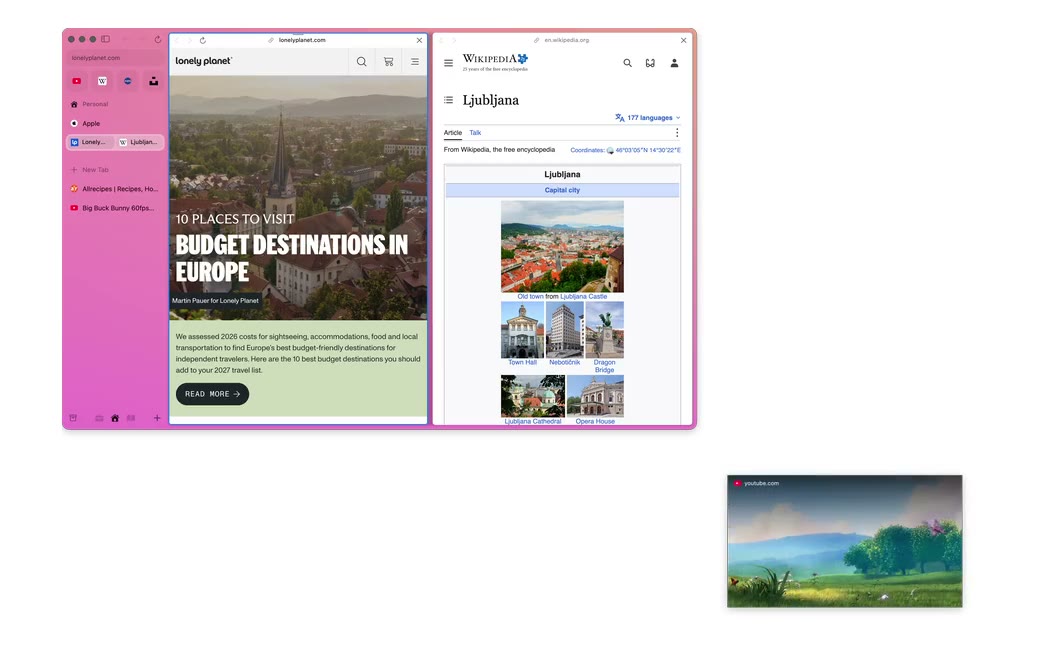 lonelyplanet.com
Personal
Apple
Lonely...
Ljubljan...
New Tab
Allrecipes | Recipes, Ho...
Big Buck Bunny 60fps...
lonelyplanet.com
lonely planet
10 PLACES TO VISIT
BUDGET DESTINATIONS IN
EUROPE
Martin Pauer for Lonely Planet
We assessed 2026 costs for sightseeing, accommodations, food and local
transportation to find Europe's best budget-friendly destinations for
independent travelers. Here are the 10 best budget destinations you should
add to your 2027 travel list.
READ MORE →
en.wikipedia.org
WIKIPEDIA
25 years of the free encyclopedia
Ljubljana
177 languages
Article Talk
From Wikipedia, the free encyclopedia
Coordinates: 46°03′05″N 14°30′22″E
Ljubljana
Capital city
Old town from Ljubljana Castle
Town Hall
Nebotičnik
Dragon
Bridge
Ljubljana Cathedral
Opera House
youtube.com